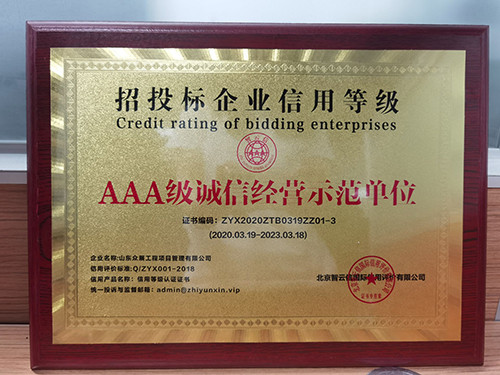 招投标企业信用等级
Credit rating of bidding enterprises
智云信
AAA级诚信经营示范单位
证书编码：ZYX2020ZTB0319ZZ01-3
(2020.03.19-2023.03.18)
企业名称:山东众展工程项目管理有限公司
信用评价标准:Q/ZYX001-2018
信用产品名称：信用等级认证证书
统一投诉与监督邮箱：admin@zhiyunxin.vip
北京智云信国际信用评价有限公司